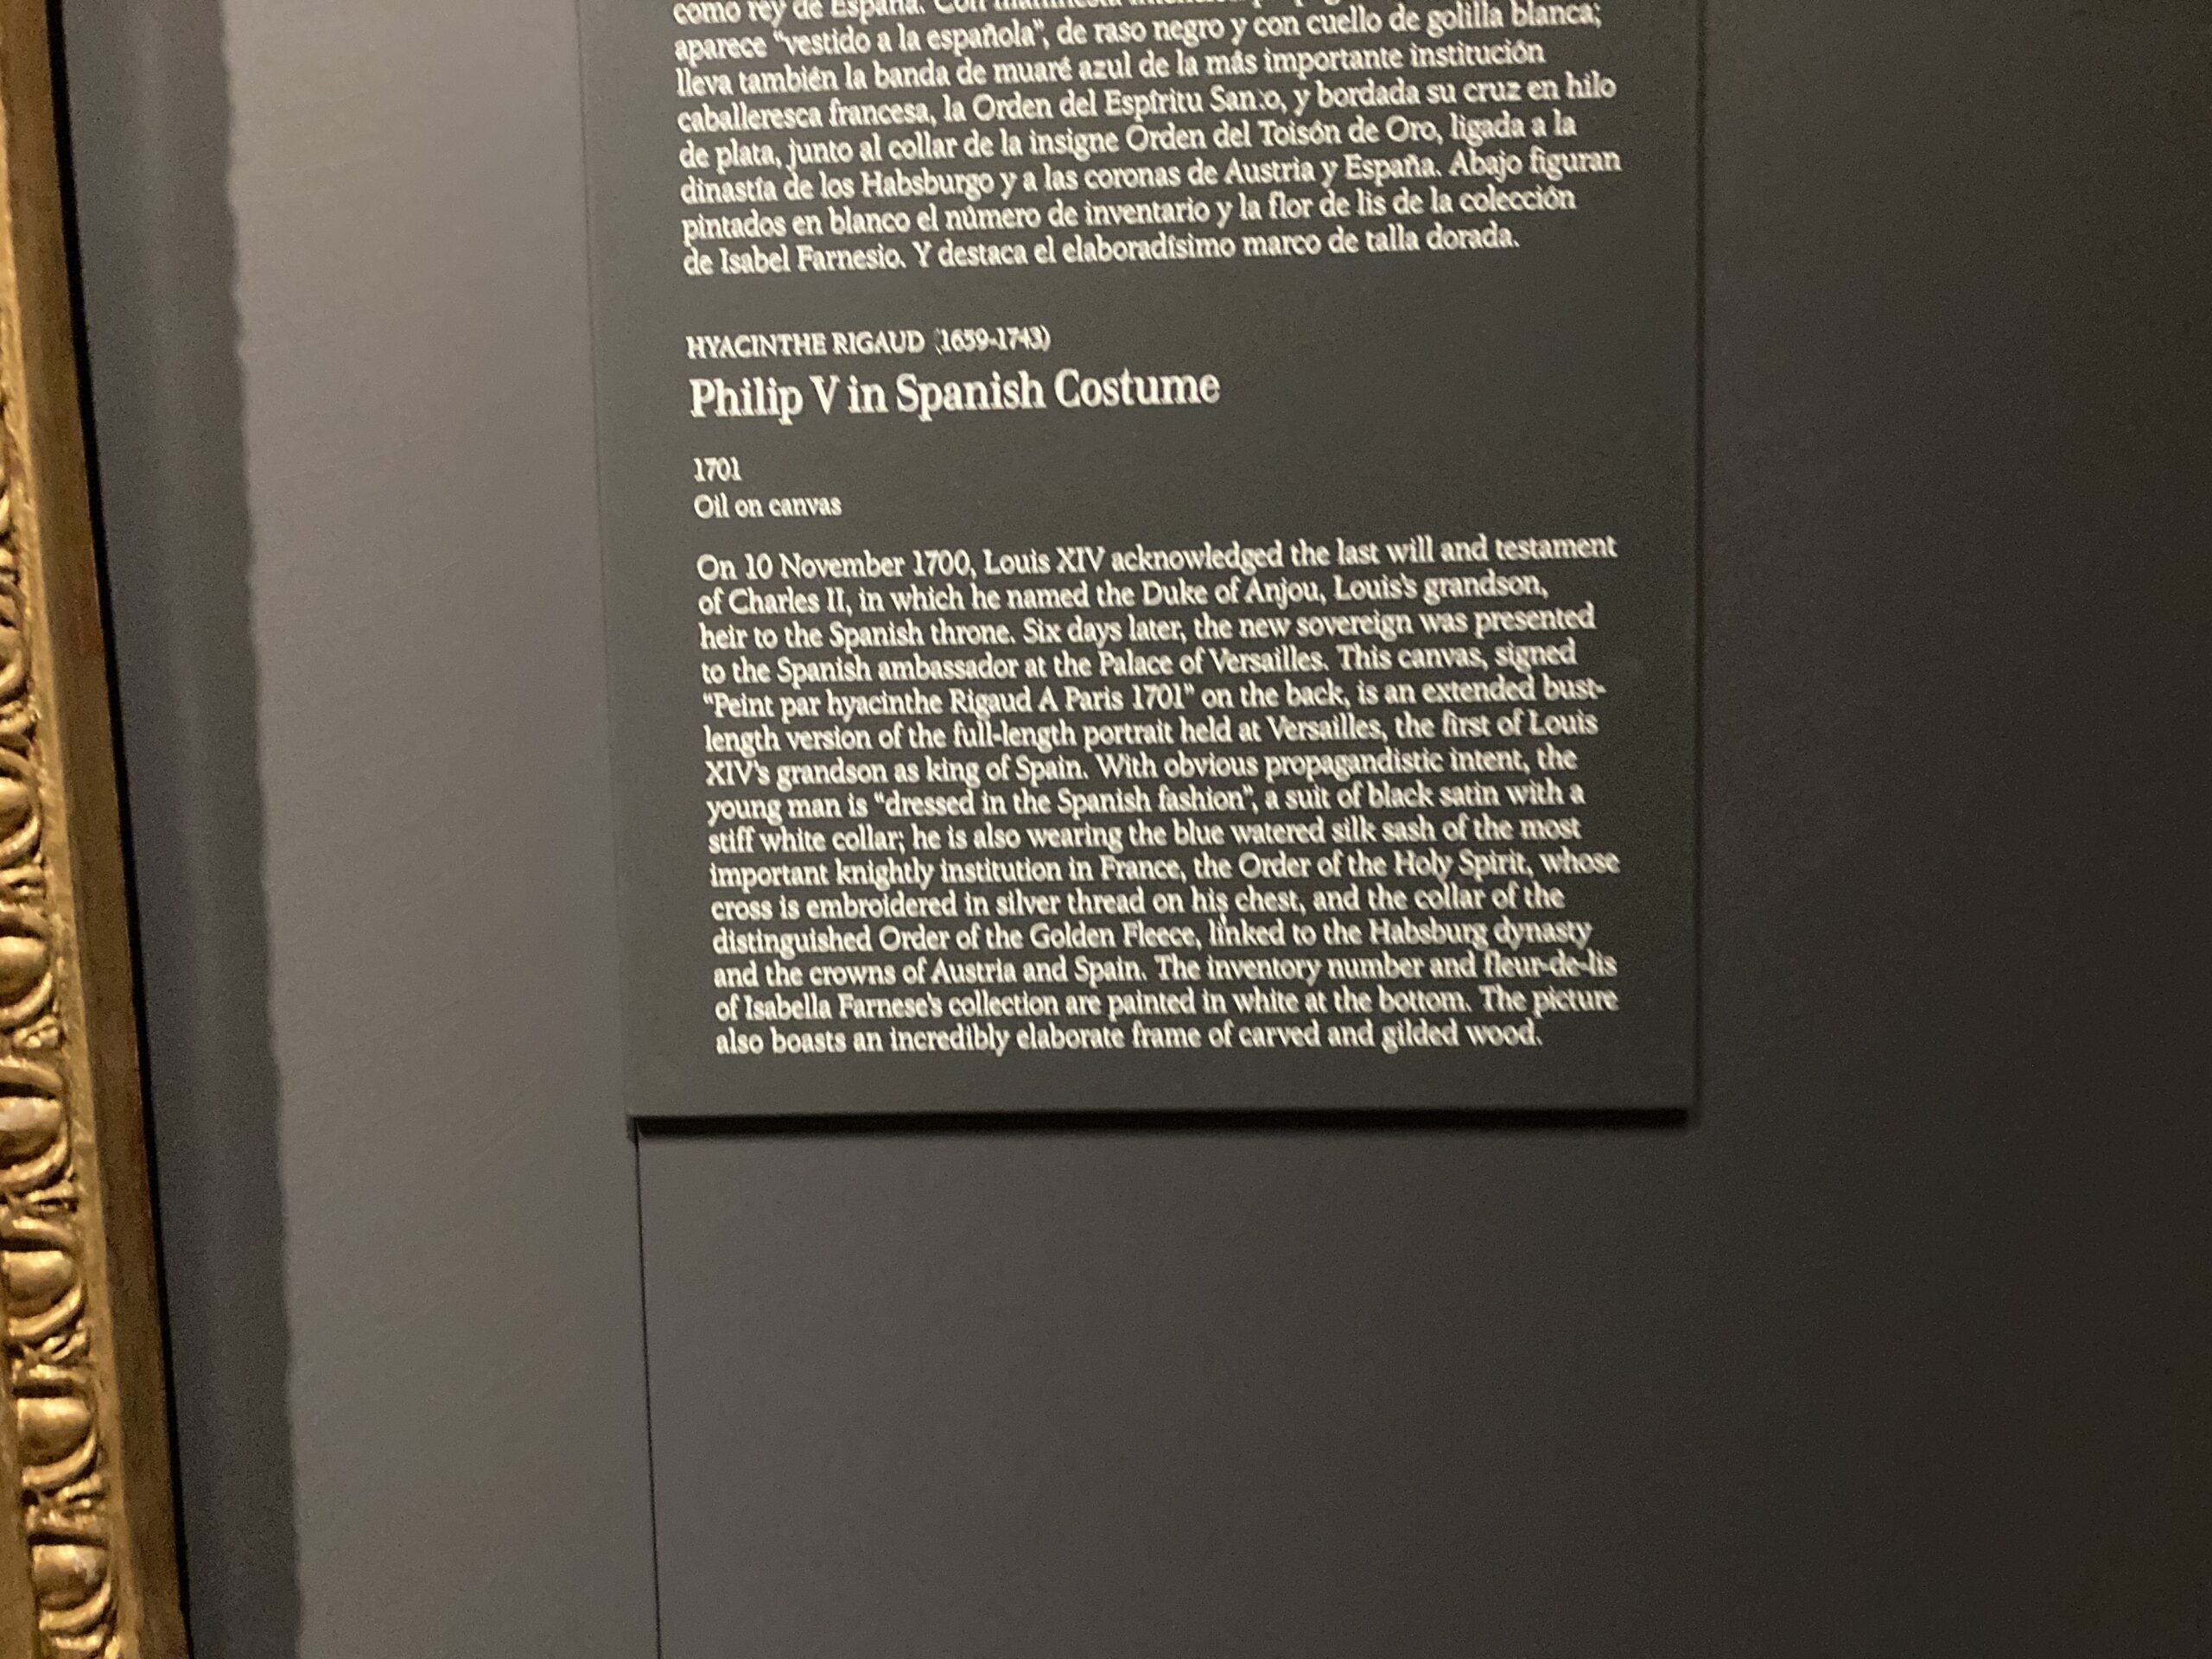 como rey de España. Con
aparece “vestido a la española”, de raso negro y con cuello de golilla blanca;
lleva también la banda de muaré azul de la más importante institución
caballeresca francesa, la Orden del Espíritu Santo, y bordada su cruz en hilo
de plata, junto al collar de la insigne Orden del Toisón de Oro, ligada a la
dinastía de los Habsburgo y a las coronas de Austria y España. Abajo figuran
pintados en blanco el número de inventario y la flor de lis de la colección
de Isabel Farnesio. Y destaca el elaboradísimo marco de talla dorada.
HYACINTHE RIGAUD (1659-1743)
Philip V in Spanish Costume
1701
Oil on canvas
On 10 November 1700, Louis XIV acknowledged the last will and testament
of Charles II, in which he named the Duke of Anjou, Louis’s grandson,
heir to the Spanish throne. Six days later, the new sovereign was presented
to the Spanish ambassador at the Palace of Versailles. This canvas, signed
“Peint par hyacinthe Rigaud A Paris 1701” on the back, is an extended bust-
length version of the full-length portrait held at Versailles, the first of Louis
XIV’s grandson as king of Spain. With obvious propagandistic intent, the
young man is “dressed in the Spanish fashion”, a suit of black satin with a
stiff white collar; he is also wearing the blue watered silk sash of the most
important knightly institution in France, the Order of the Holy Spirit, whose
cross is embroidered in silver thread on his chest, and the collar of the
distinguished Order of the Golden Fleece, linked to the Habsburg dynasty
and the crowns of Austria and Spain. The inventory number and fleur-de-lis
of Isabella Farnese’s collection are painted in white at the bottom. The picture
also boasts an incredibly elaborate frame of carved and gilded wood.